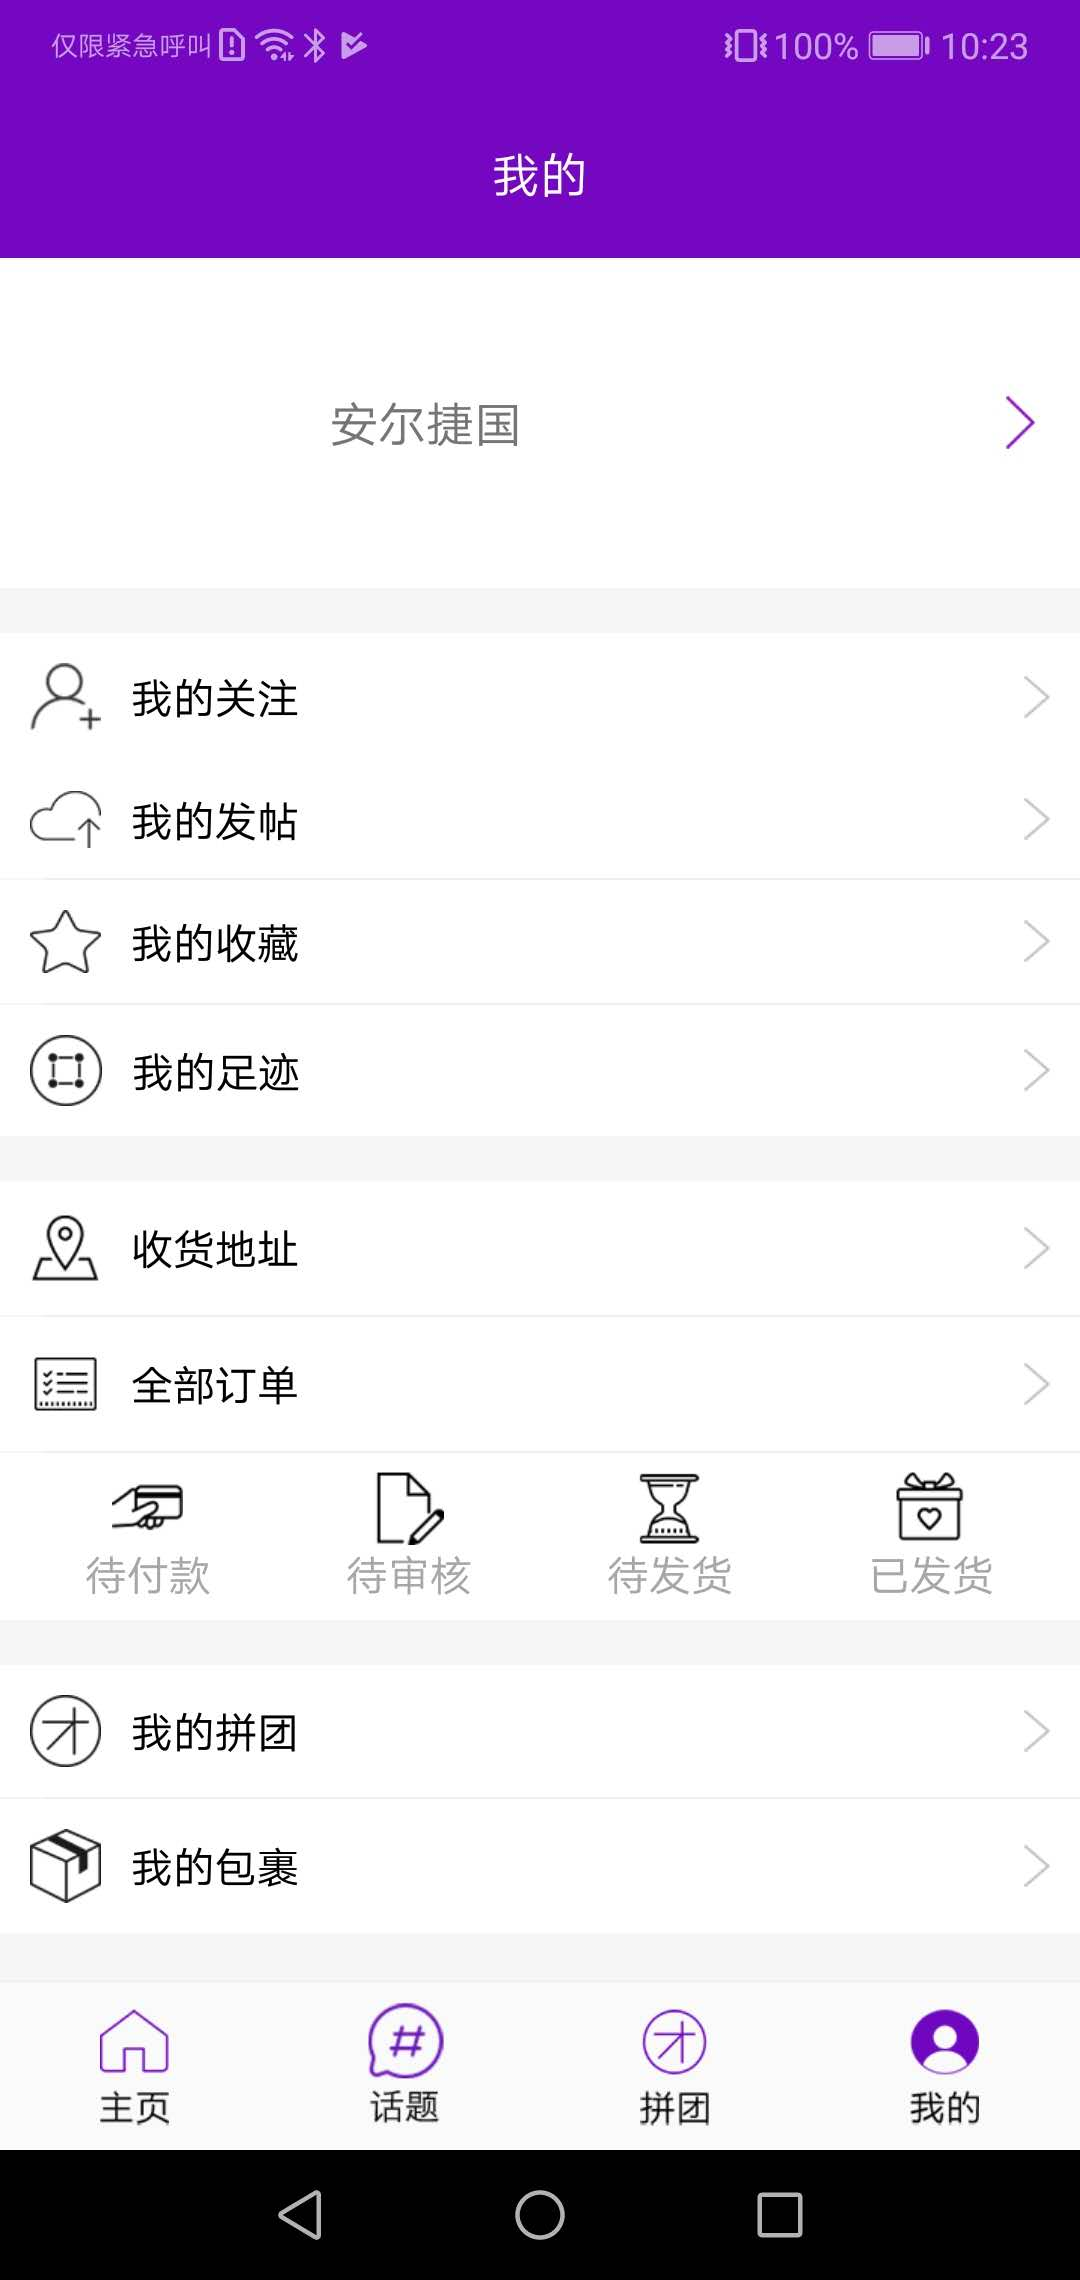 仅限紧急呼叫 100% 10:23
我的
安尔捷国
我的关注
我的发帖
我的收藏
我的足迹
收货地址
全部订单
待付款 待审核 待发货 已发货
我的拼团
我的包裹
主页 话题 拼团 我的